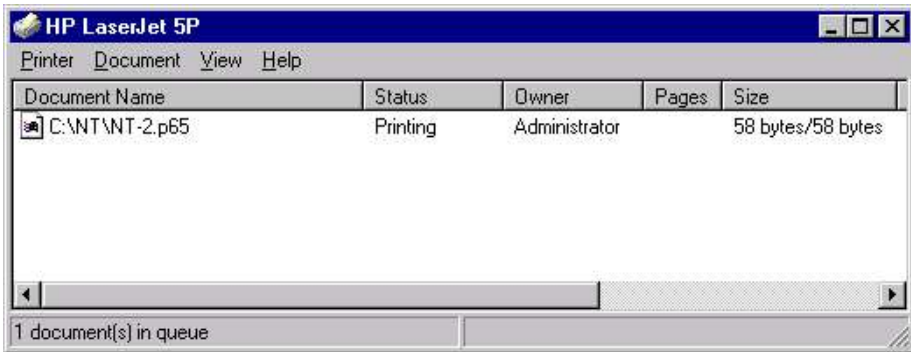 HP LaserJet 5P
Printer Document View Help
Document Name Status Owner Pages Size
C:\NT\NT-2.p65 Printing Administrator 58 bytes/58 bytes
1 document(s) in queue